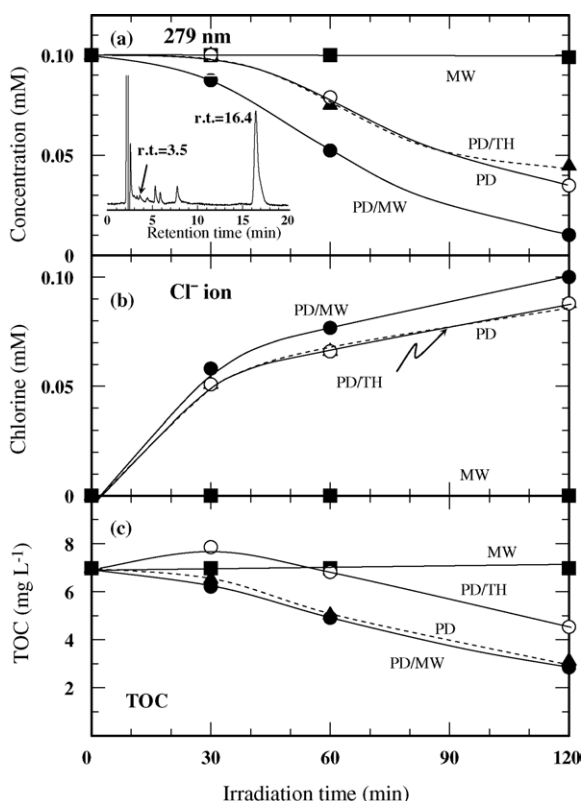 (a) 279 nm
MW
PD/TH
PD
PD/MW
r.t.=3.5
r.t.=16.4
0 5 10 15 20
Retention time (min)
0.10
0.05
0
Concentration (mM)
(b) Cl⁻ ion
PD/MW
PD
PD/TH
MW
0.10
0.05
0
Chlorine (mM)
(c)
MW
PD/TH
PD
PD/MW
TOC
8
6
4
2
TOC (mg L-1)
0 30 60 90 120
Irradiation time (min)